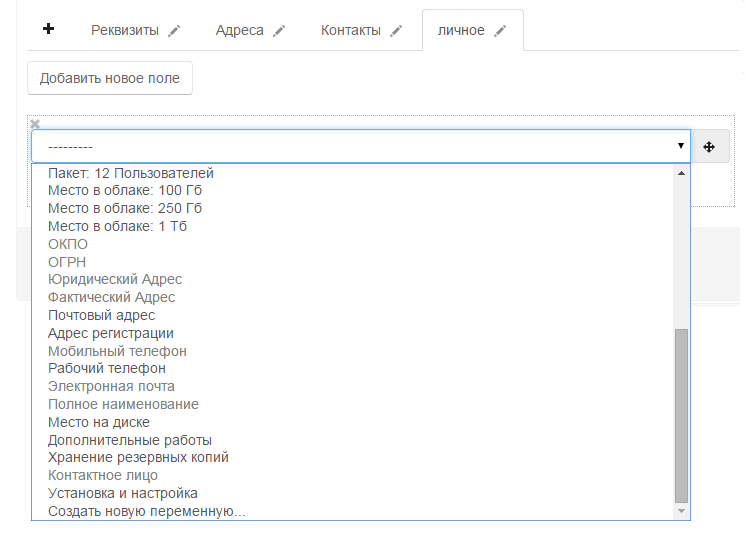 Реквизиты
Адреса
Контакты
личное
Добавить новое поле
---------
Пакет: 12 Пользователей
Место в облаке: 100 Гб
Место в облаке: 250 Гб
Место в облаке: 1 Тб
ОКПО
ОГРН
Юридический Адрес
Фактический Адрес
Почтовый адрес
Адрес регистрации
Мобильный телефон
Рабочий телефон
Электронная почта
Полное наименование
Место на диске
Дополнительные работы
Хранение резервных копий
Контактное лицо
Установка и настройка
Создать новую переменную...